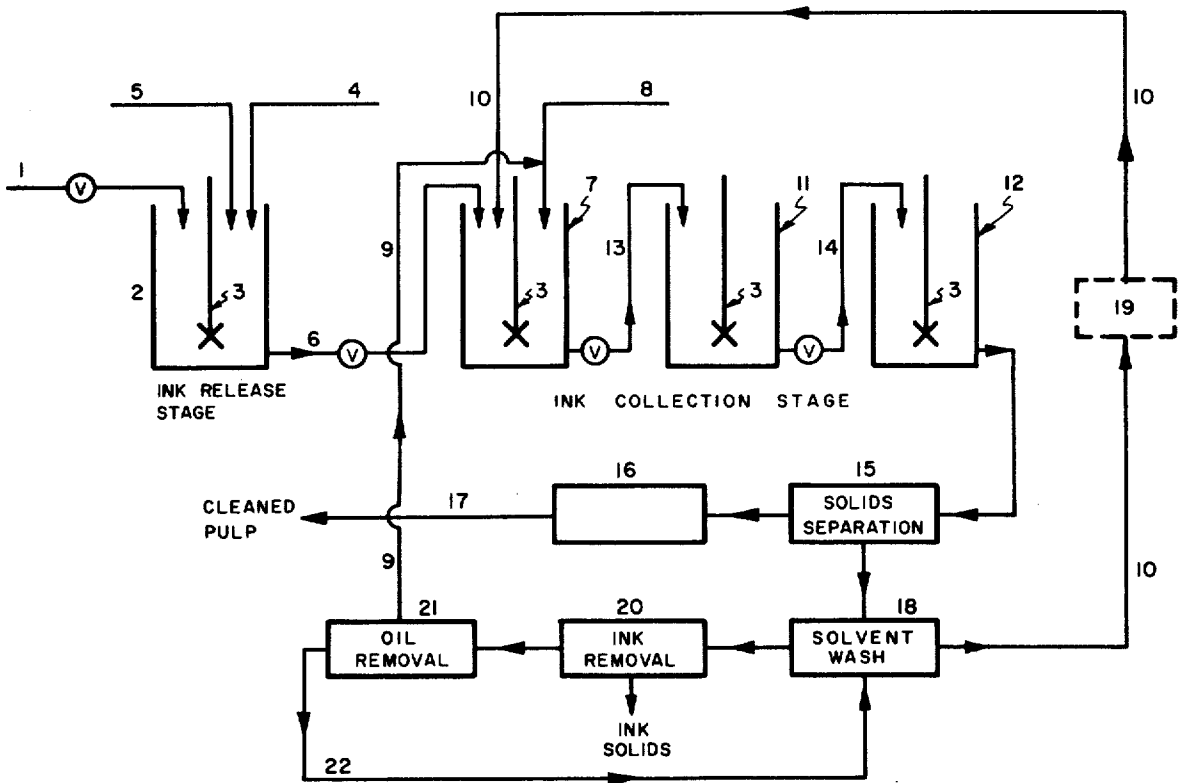 5
4
10
8
10
1
V
7
11
12
2
3
9
3
13
3
14
3
19
6
V
V
V
INK RELEASE
STAGE
INK COLLECTION STAGE
16
15
CLEANED
PULP
17
SOLIDS
SEPARATION
9
10
21
20
18
OIL
REMOVAL
INK
REMOVAL
SOLVENT
WASH
INK
SOLIDS
22